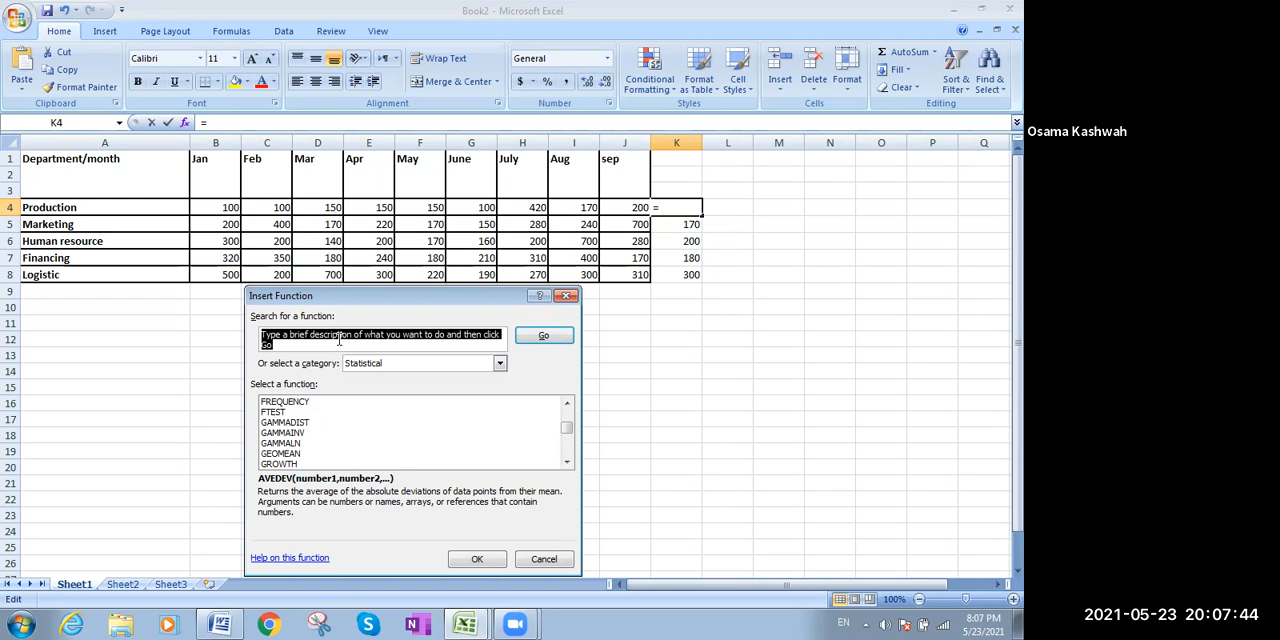 Book2 - Microsoft Excel
Home Insert Page Layout Formulas Data Review View
Cut
Copy
Format Painter
Paste
Clipboard
Calibri 11
B I U
Font
Wrap Text
Merge & Center
Alignment
General
$ % ,
Number
Conditional Formatting
Format as Table
Cell Styles
Styles
Insert Delete Format
Cells
AutoSum
Fill
Clear
Sort & Filter
Find & Select
Editing
K4 fx =
A B C D E F G H I J K L M N O P Q
1 Department/month Jan Feb Mar Apr May June July Aug sep
2
3
4 Production 100 100 150 150 150 100 420 170 200 =
5 Marketing 200 400 170 220 170 150 280 240 700 170
6 Human resource 300 200 140 200 170 160 200 700 280 200
7 Financing 320 350 180 240 180 210 310 400 170 180
8 Logistic 500 200 700 300 220 190 270 300 310 300
9
10
11
12
13
14
15
16
17
18
19
20
21
22
23
24
25
26
Insert Function
Search for a function:
Type a brief description of what you want to do and then click
Go
Go
Or select a category: Statistical
Select a function:
FREQUENCY
FTEST
GAMMADIST
GAMMAINV
GAMMALN
GEOMEAN
GROWTH
AVEDEV(number1,number2,...)
Returns the average of the absolute deviations of data points from their mean.
Arguments can be numbers or names, arrays, or references that contain
numbers.
Help on this function
OK Cancel
Sheet1 Sheet2 Sheet3
Edit 100%
EN 8:07 PM
5/23/2021
Osama Kashwah
2021-05-23 20:07:44